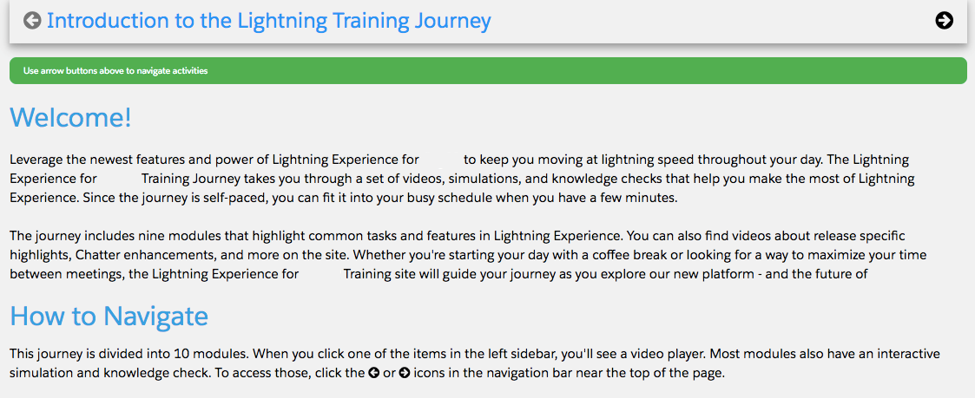 Introduction to the Lightning Training Journey
Use arrow buttons above to navigate activities
Welcome!
Leverage the newest features and power of Lightning Experience for to keep you moving at lightning speed throughout your day. The Lightning
Experience for Training Journey takes you through a set of videos, simulations, and knowledge checks that help you make the most of Lightning
Experience. Since the journey is self-paced, you can fit it into your busy schedule when you have a few minutes.
The journey includes nine modules that highlight common tasks and features in Lightning Experience. You can also find videos about release specific
highlights, Chatter enhancements, and more on the site. Whether you're starting your day with a coffee break or looking for a way to maximize your time
between meetings, the Lightning Experience for Training site will guide your journey as you explore our new platform - and the future of
How to Navigate
This journey is divided into 10 modules. When you click one of the items in the left sidebar, you'll see a video player. Most modules also have an interactive
simulation and knowledge check. To access those, click the or icons in the navigation bar near the top of the page.